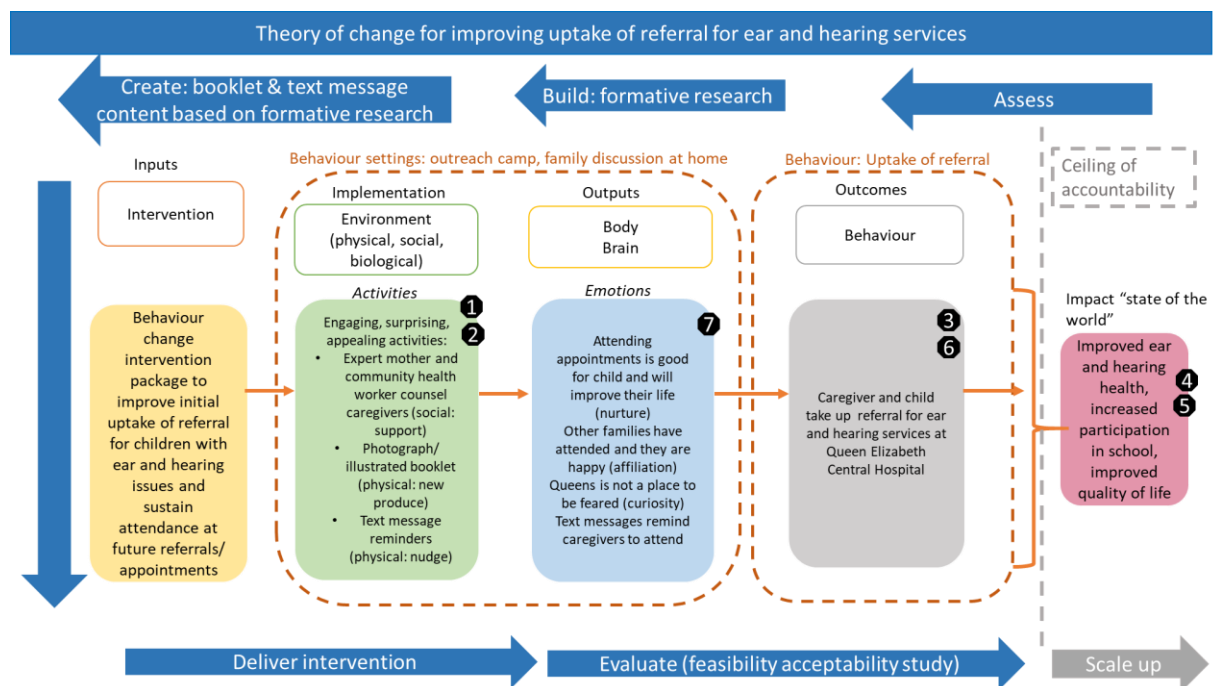 Theory of change for improving uptake of referral for ear and hearing services
Create: booklet & text message
content based on formative research
Build: formative research
Assess
Inputs
Intervention
Behaviour settings: outreach camp, family discussion at home
Implementation
Environment
(physical, social,
biological)
Outputs
Body
Brain
Behaviour: Uptake of referral
Outcomes
Behaviour
Ceiling of
accountability
Behaviour
change
intervention
package to
improve initial
uptake of referral
for children with
ear and hearing
issues and
sustain
attendance at
future referrals/
appointments
Activities
1
2
Engaging, surprising,
appealing activities:
• Expert mother and
community health
worker counsel
caregivers (social:
support)
• Photograph/
illustrated booklet
(physical: new
produce)
• Text message
reminders
(physical: nudge)
Emotions
7
Attending
appointments is good
for child and will
improve their life
(nurture)
Other families have
attended and they are
happy (affiliation)
Queens is not a place to
be feared (curiosity)
Text messages remind
caregivers to attend
3
6
Caregiver and child
take up referral for ear
and hearing services at
Queen Elizabeth
Central Hospital
Impact "state of the
world"
Improved ear
and hearing
health,
increased
participation
in school,
improved
quality of life
4
5
Deliver intervention
Evaluate (feasibility acceptability study)
Scale up